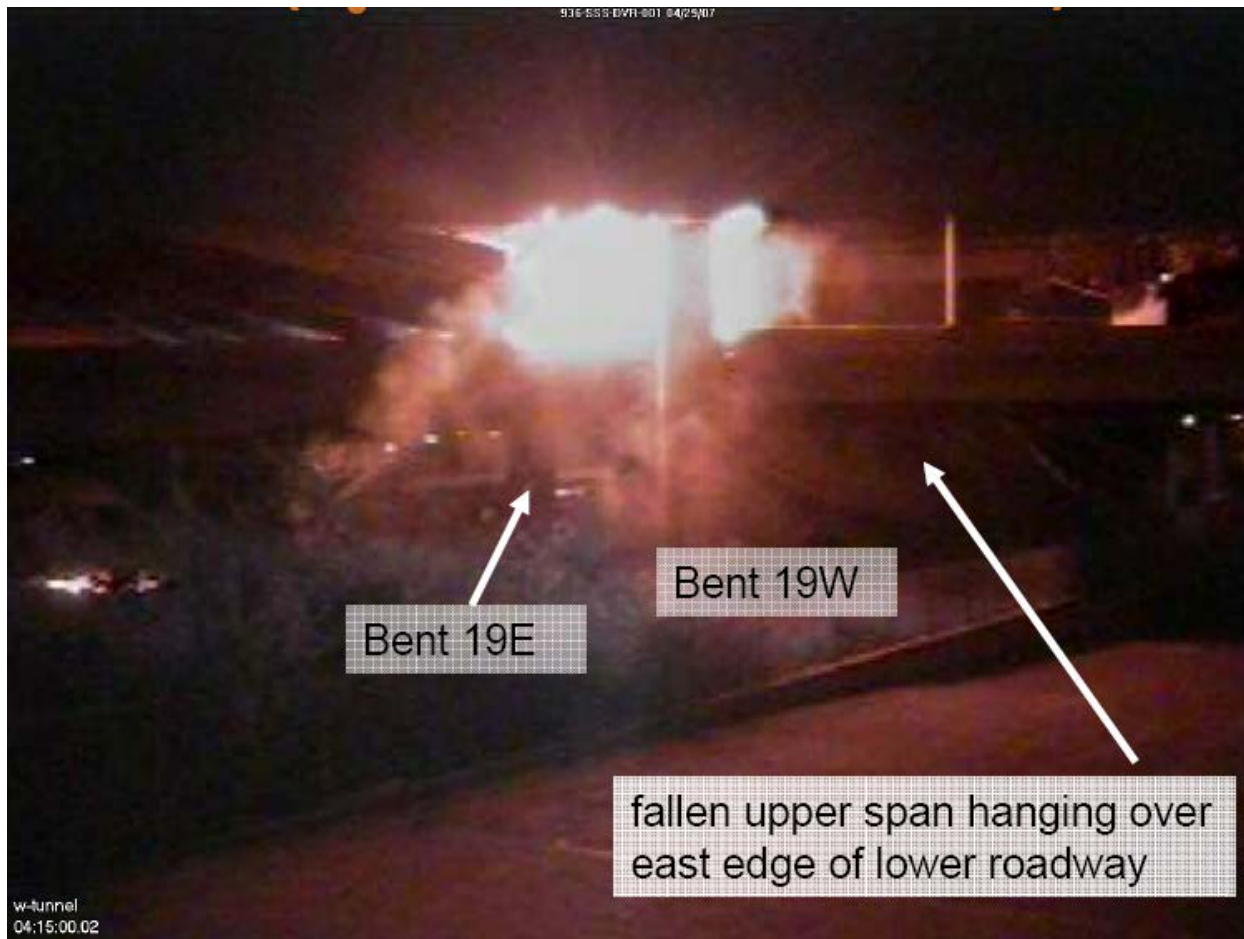 936-SSS-DVR-001 04/29/07
Bent 19W
Bent 19E
fallen upper span hanging over
east edge of lower roadway
w-tunnel
04:15:00.02